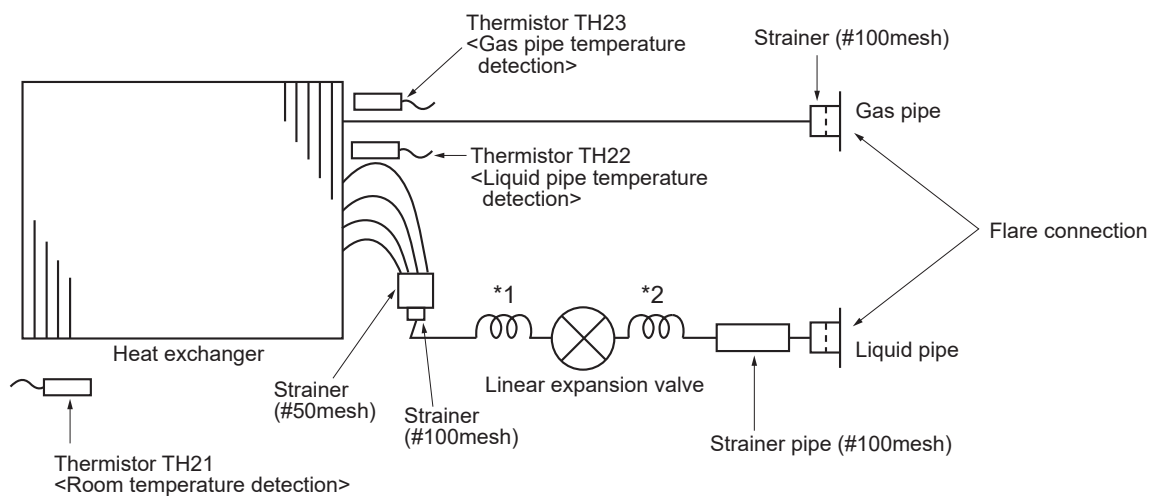 Thermistor TH23
<Gas pipe temperature
detection>
Strainer (#100mesh)
Gas pipe
Thermistor TH22
<Liquid pipe temperature
detection>
Flare connection
*1
*2
Heat exchanger
Linear expansion valve
Liquid pipe
Strainer
(#50mesh)
Strainer
(#100mesh)
Strainer pipe (#100mesh)
Thermistor TH21
<Room temperature detection>